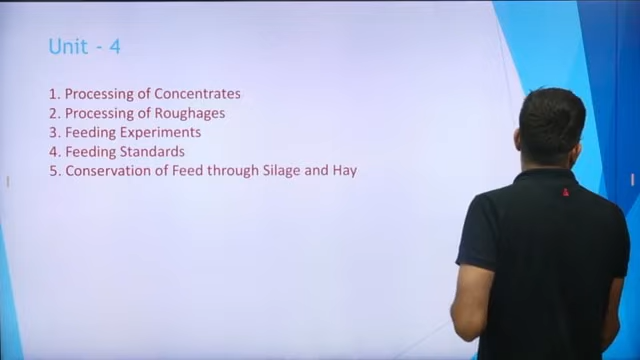 Unit - 4
1. Processing of Concentrates
2. Processing of Roughages
3. Feeding Experiments
4. Feeding Standards
5. Conservation of Feed through Silage and Hay